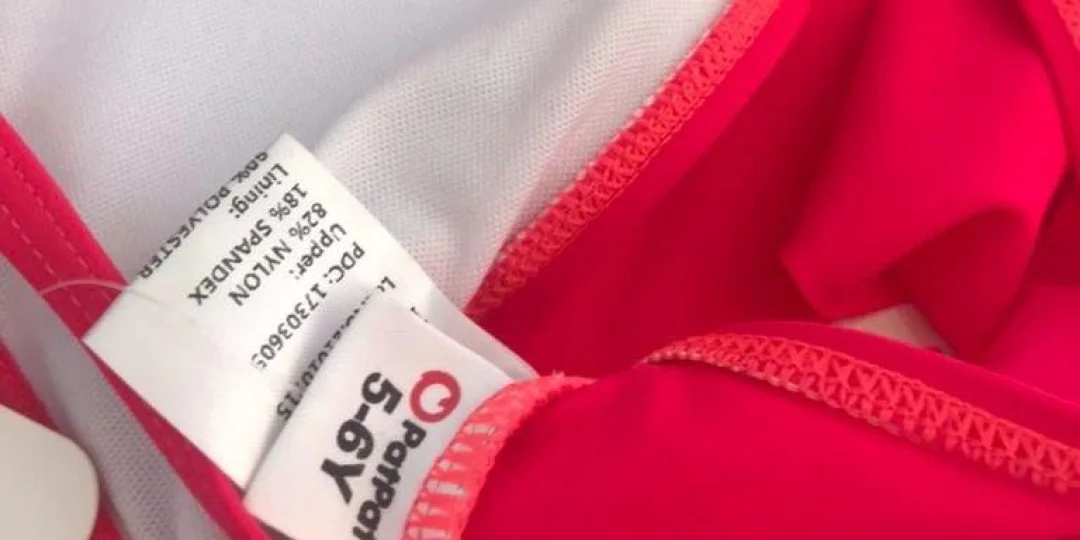 PatPat
5-6Y
PDC: 17303605
Upper:
82% NYLON
18% SPANDEX
Lining:
POLYESTER